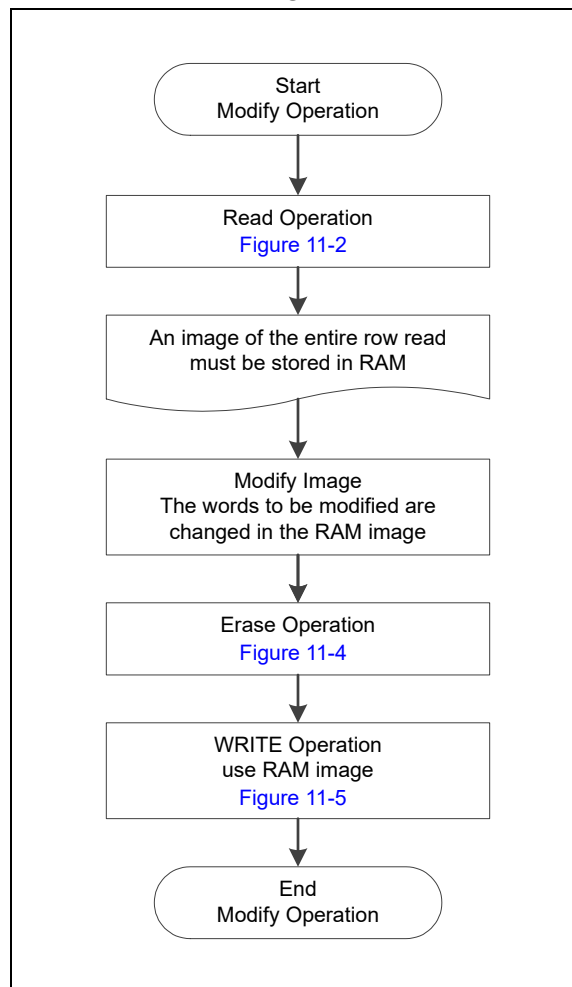 Start
Modify Operation
Read Operation
Figure 11-2
An image of the entire row read
must be stored in RAM
Modify Image
The words to be modified are
changed in the RAM image
Erase Operation
Figure 11-4
WRITE Operation
use RAM image
Figure 11-5
End
Modify Operation